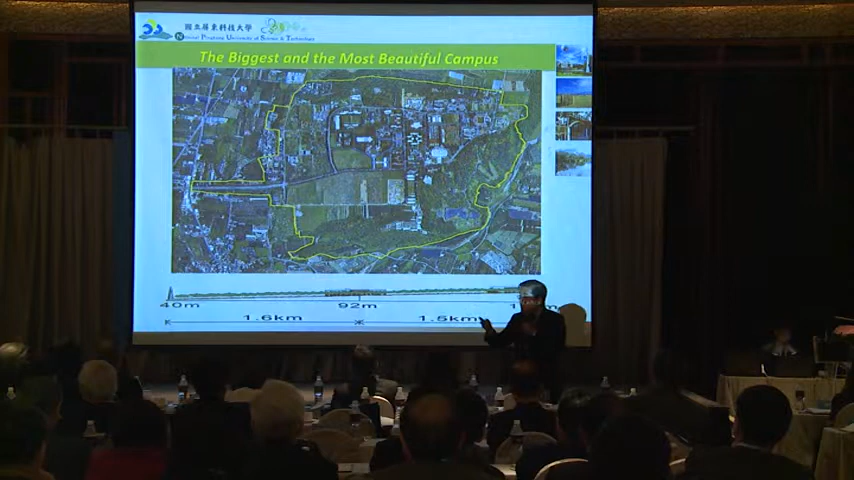 國立屏東科技大學
National Pingtung University of Science & Technology
The Biggest and the Most Beautiful Campus
40m
92m
1.6km
1.5km